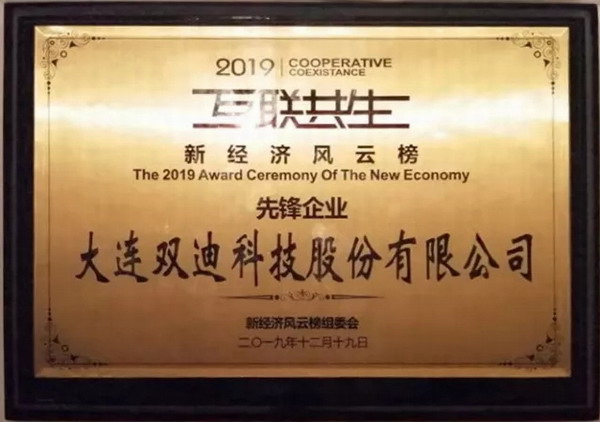 2019 COOPERATIVE
COEXISTANCE
互联共生
新经济风云榜
The 2019 Award Ceremony Of The New Economy
先锋企业
大连双迪科技股份有限公司
新经济风云榜组委会
二〇一九年十二月十九日